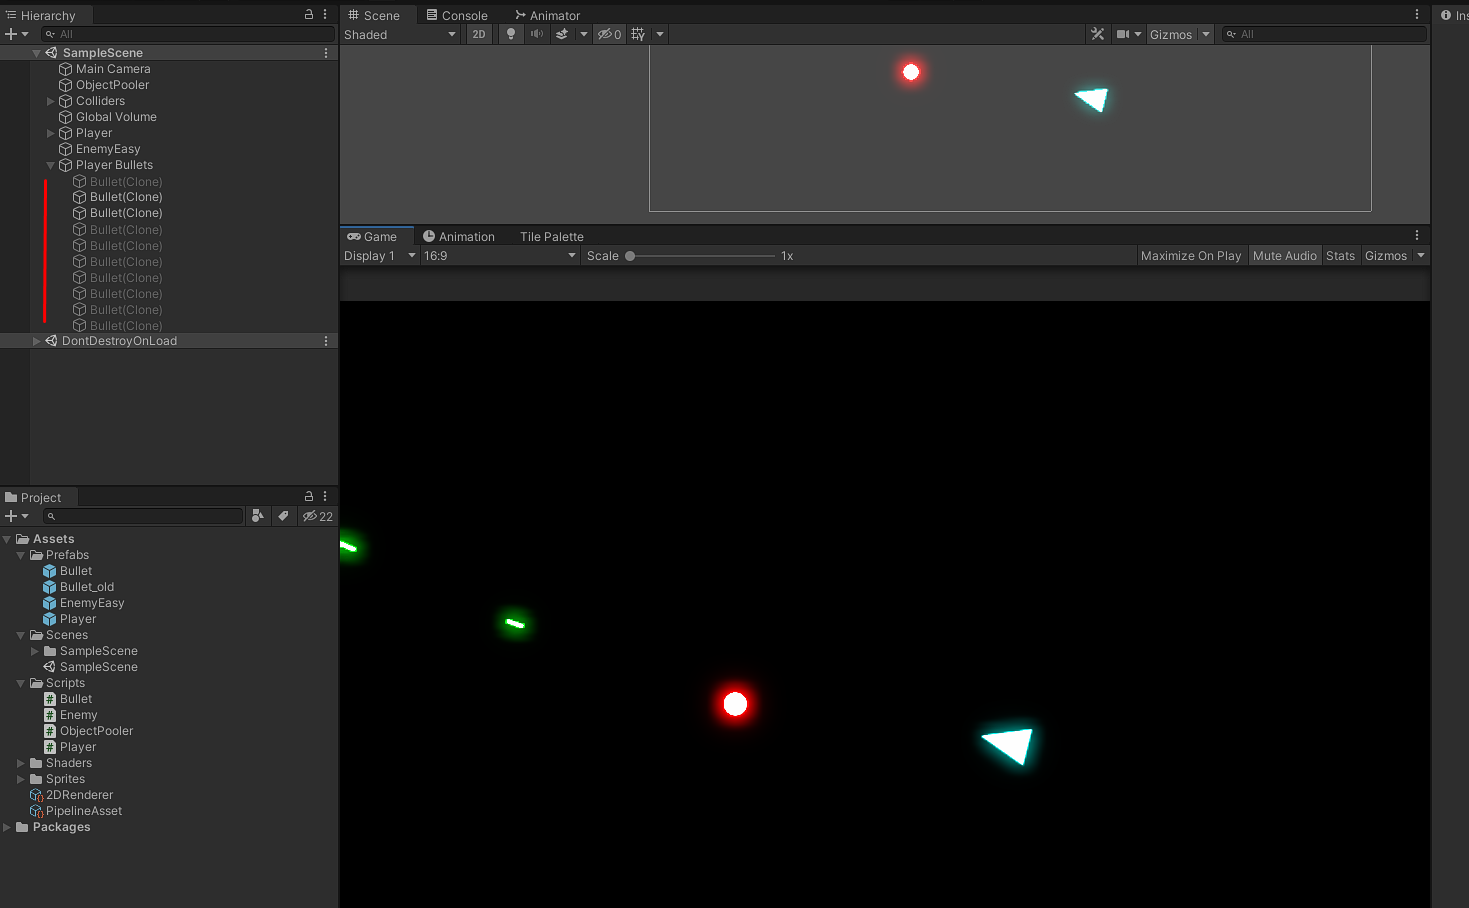 Hierarchy
All
SampleScene
Main Camera
ObjectPooler
Colliders
Global Volume
Player
EnemyEasy
Player Bullets
Bullet(Clone)
Bullet(Clone)
Bullet(Clone)
Bullet(Clone)
Bullet(Clone)
Bullet(Clone)
Bullet(Clone)
Bullet(Clone)
Bullet(Clone)
Bullet(Clone)
DontDestroyOnLoad
Project
22
Assets
Prefabs
Bullet
Bullet_old
EnemyEasy
Player
Scenes
SampleScene
SampleScene
Scripts
Bullet
Enemy
ObjectPooler
Player
Shaders
Sprites
2DRenderer
PipelineAsset
Packages
Scene Console Animator
Shaded 2D 0 Gizmos All
Game Animation Tile Palette
Display 1 16:9 Scale 1x Maximize On Play Mute Audio Stats Gizmos
Ins